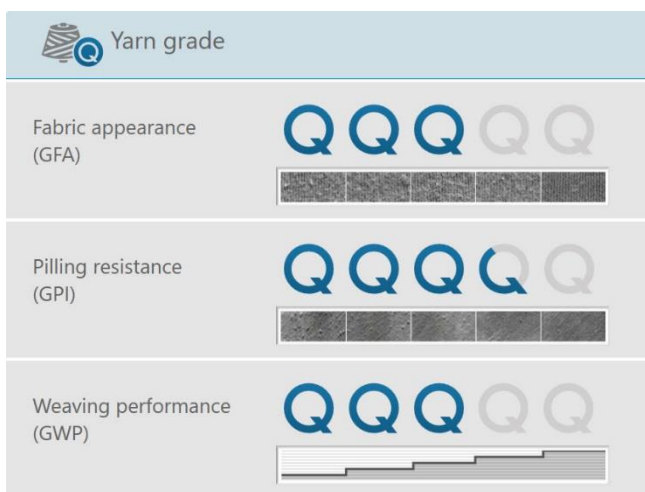 Yarn grade
Fabric appearance
(GFA)
Q Q Q Q Q
Pilling resistance
(GPI)
Q Q Q Q Q
Weaving performance
(GWP)
Q Q Q Q Q